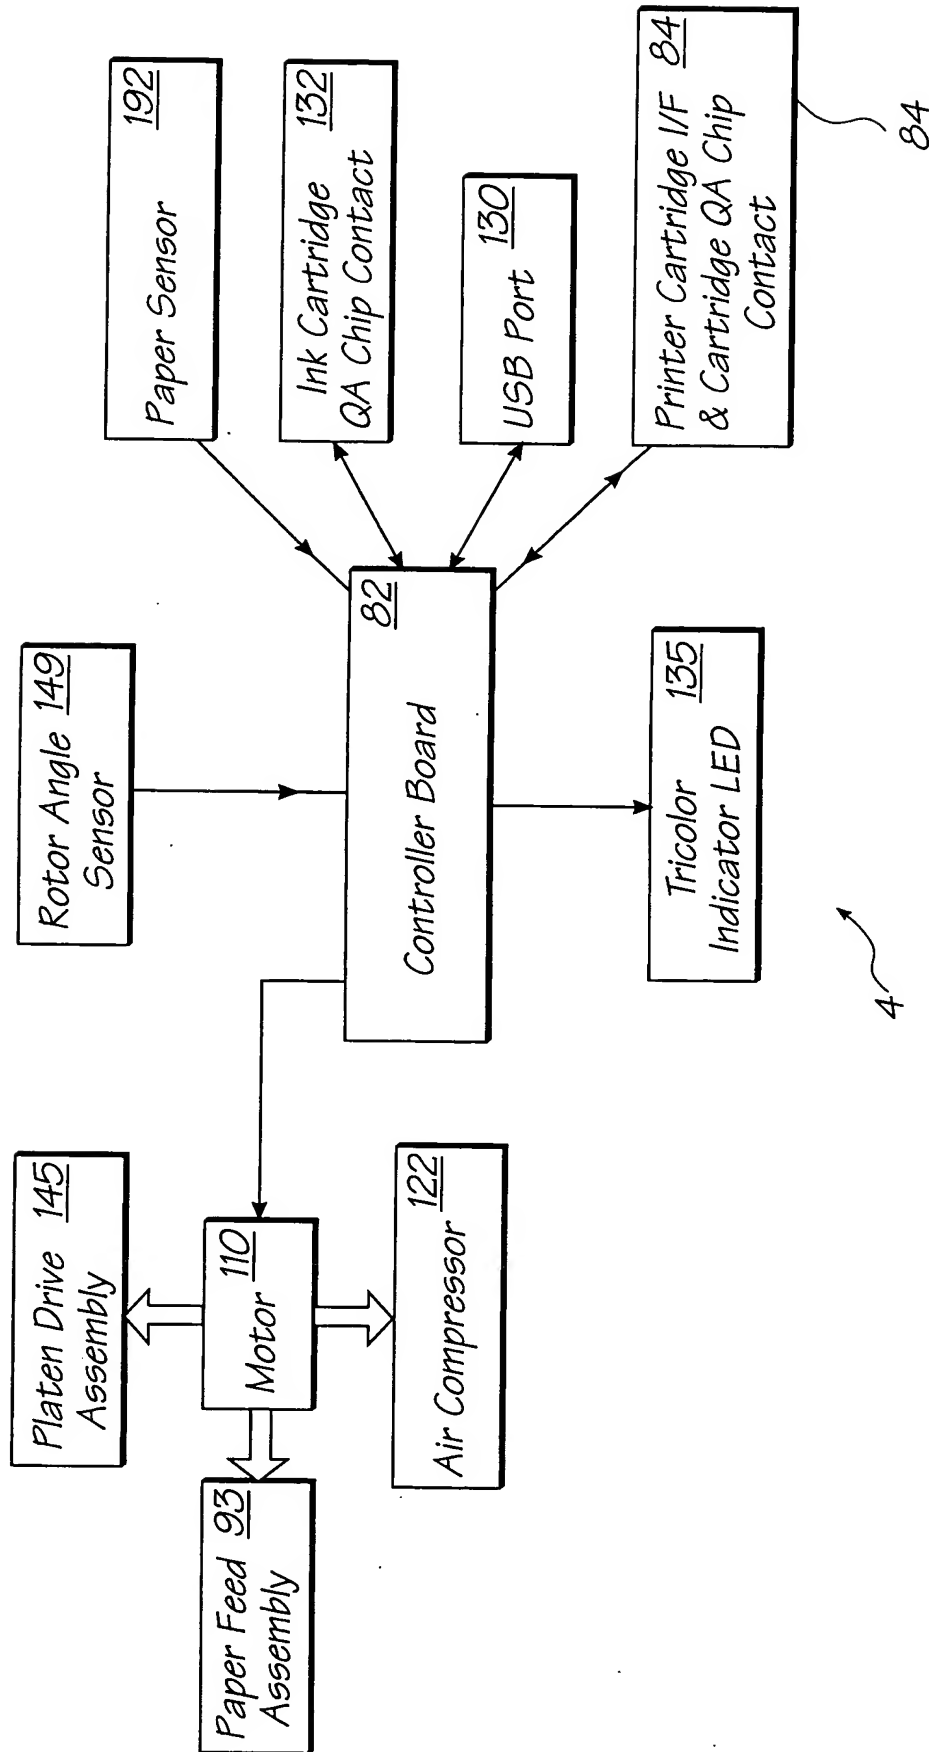 Paper Feed 93
Assembly
Platen Drive 145
Assembly
Motor 110
Air Compressor 122
Rotor Angle 149
Sensor
Controller Board 82
Tricolor 135
Indicator LED
Paper Sensor 192
Ink Cartridge 132
QA Chip Contact
USB Port 130
Printer Cartridge I/F 84
& Cartridge QA Chip
Contact
84
4